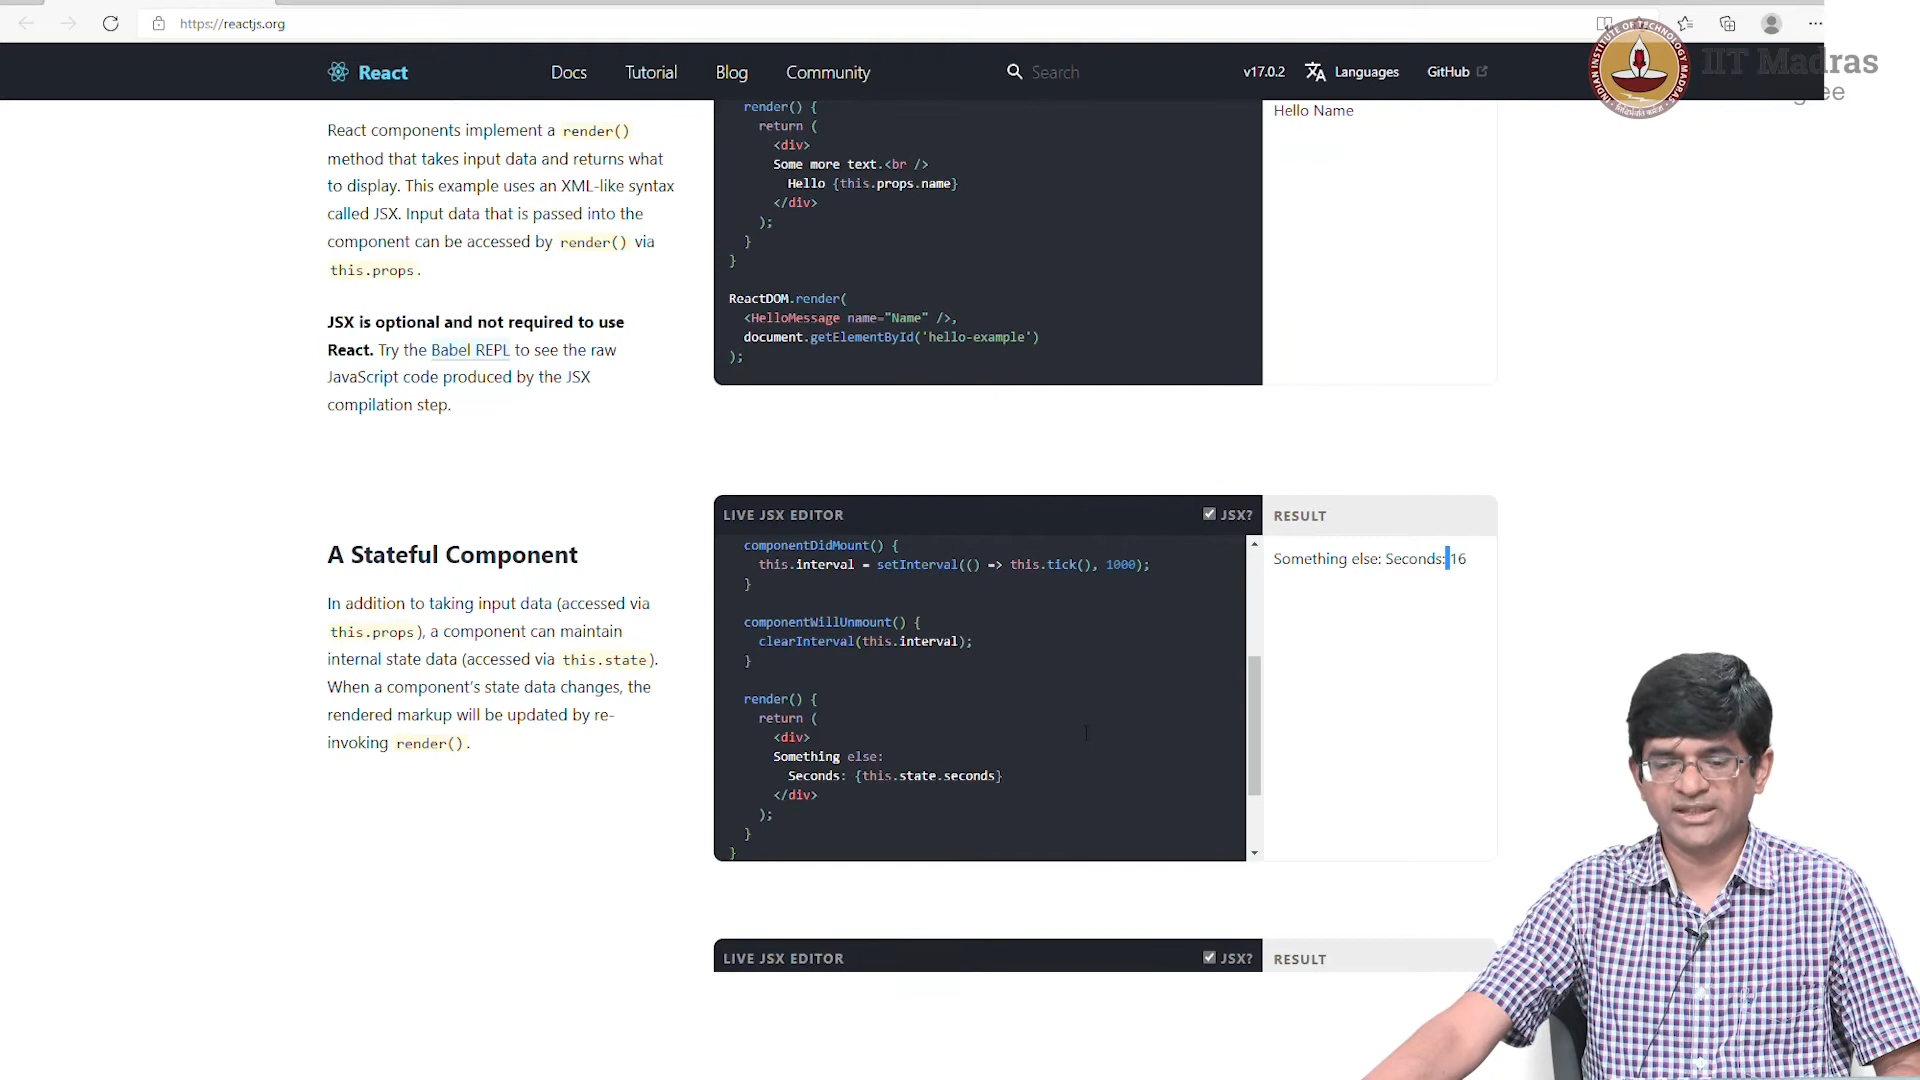 https://reactjs.org
React
Docs
Tutorial
Blog
Community
Search
v17.0.2
Languages
GitHub
IIT Madras
React components implement a render()
method that takes input data and returns what
to display. This example uses an XML-like syntax
called JSX. Input data that is passed into the
component can be accessed by render() via
this.props.
JSX is optional and not required to use
React. Try the Babel REPL to see the raw
JavaScript code produced by the JSX
compilation step.
render() {
return (
<div>
Some more text.<br />
Hello {this.props.name}
</div>
);
}
}
ReactDOM.render(
<HelloMessage name="Name" />,
document.getElementById('hello-example')
);
Hello Name
A Stateful Component
In addition to taking input data (accessed via
this.props), a component can maintain
internal state data (accessed via this.state).
When a component's state data changes, the
rendered markup will be updated by re-
invoking render().
LIVE JSX EDITOR
JSX?
RESULT
componentDidMount() {
this.interval = setInterval(() => this.tick(), 1000);
}
componentWillUnmount() {
clearInterval(this.interval);
}
render() {
return (
<div>
Something else:
Seconds: {this.state.seconds}
</div>
);
}
}
Something else: Seconds: 16
LIVE JSX EDITOR
JSX?
RESULT